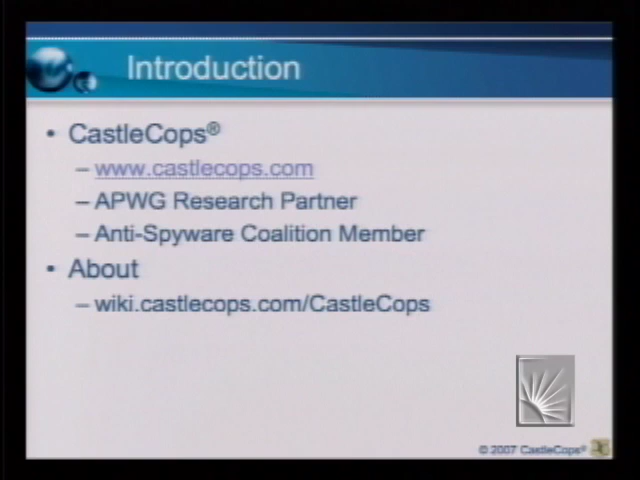 Introduction
• CastleCops®
– www.castlecops.com
– APWG Research Partner
– Anti-Spyware Coalition Member
• About
– wiki.castlecops.com/CastleCops
© 2007 CastleCops®